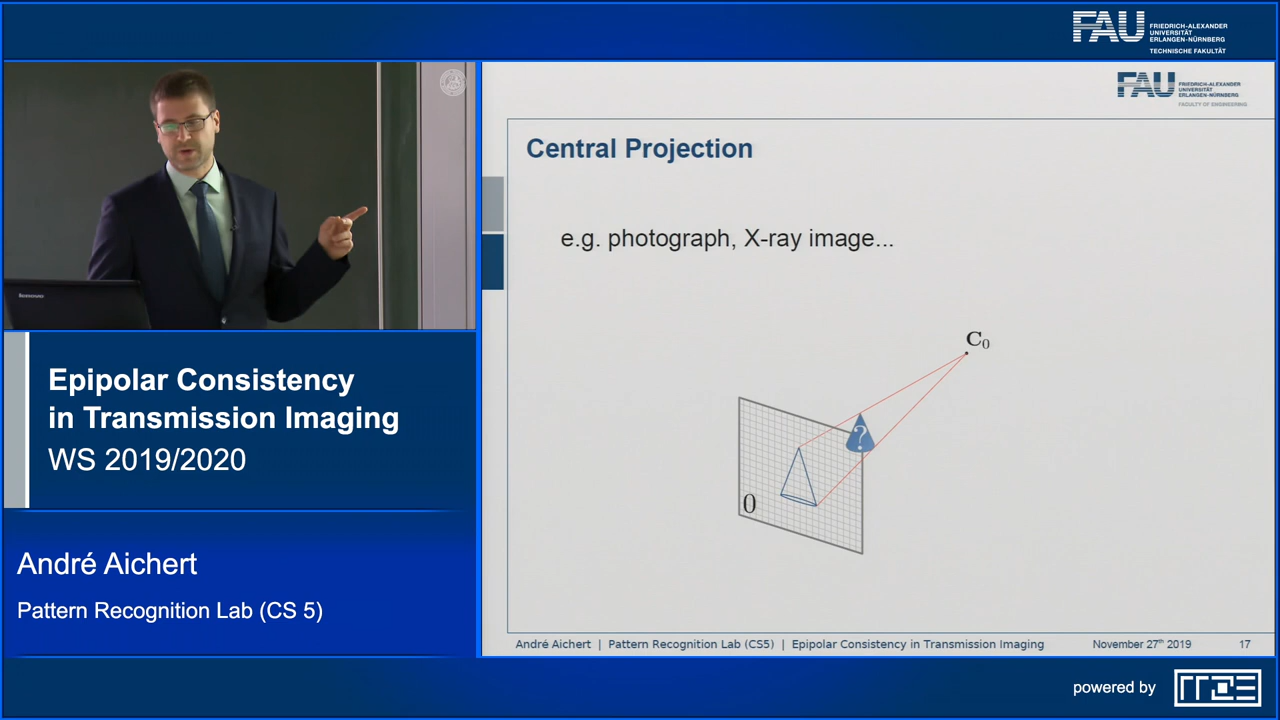 FAU
FRIEDRICH-ALEXANDER
UNIVERSITÄT
ERLANGEN-NÜRNBERG
TECHNISCHE FAKULTÄT
FAU
FRIEDRICH-ALEXANDER
UNIVERSITÄT
ERLANGEN-NÜRNBERG
FACULTY OF ENGINEERING
Central Projection
e.g. photograph, X-ray image...
C0
?
0
Epipolar Consistency
in Transmission Imaging
WS 2019/2020
André Aichert
Pattern Recognition Lab (CS 5)
André Aichert | Pattern Recognition Lab (CS5) | Epipolar Consistency in Transmission Imaging November 27th 2019 17
powered by